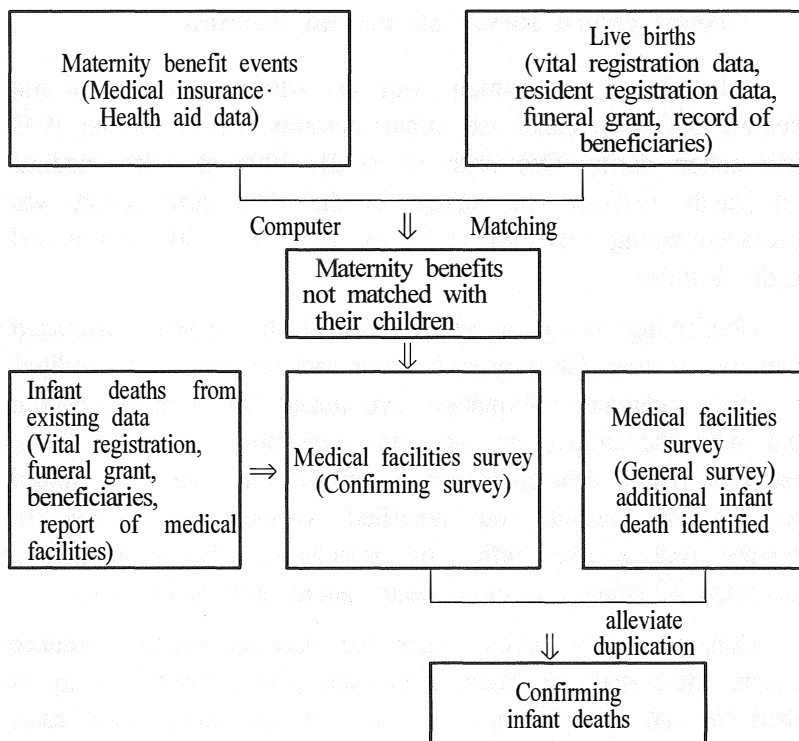 Maternity benefit events
(Medical insurance·
Health aid data)
Live births
(vital registration data,
resident registration data,
funeral grant, record of
beneficiaries)
Computer
Matching
Maternity benefits
not matched with
their children
Infant deaths from
existing data
(Vital registration,
funeral grant,
beneficiaries,
report of medical
facilities)
Medical facilities survey
(Confirming survey)
Medical facilities
survey
(General survey)
additional infant
death identified
alleviate
duplication
Confirming
infant deaths